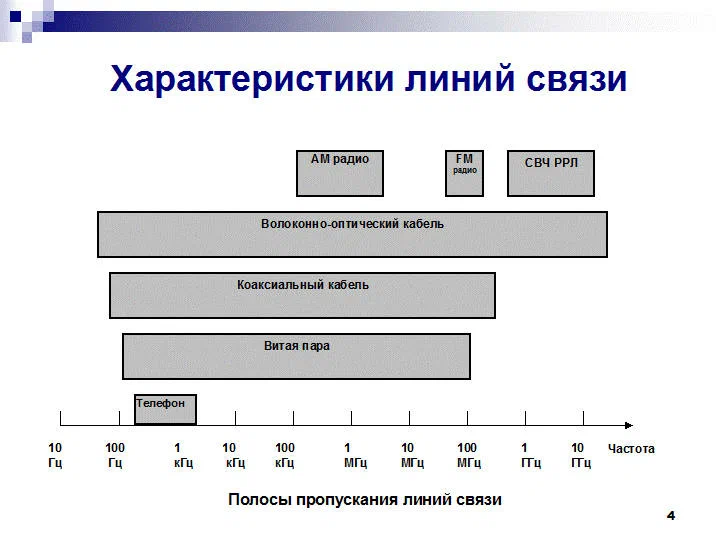 Характеристики линий связи
АМ радио
FM
радио
СВЧ РРЛ
Волоконно-оптический кабель
Коаксиальный кабель
Витая пара
Телефон
10 100 1 10 100 1 10 100 1 10 Частота
Гц Гц кГц кГц кГц МГц МГц МГц ГГц ГГц
Полосы пропускания линий связи
4